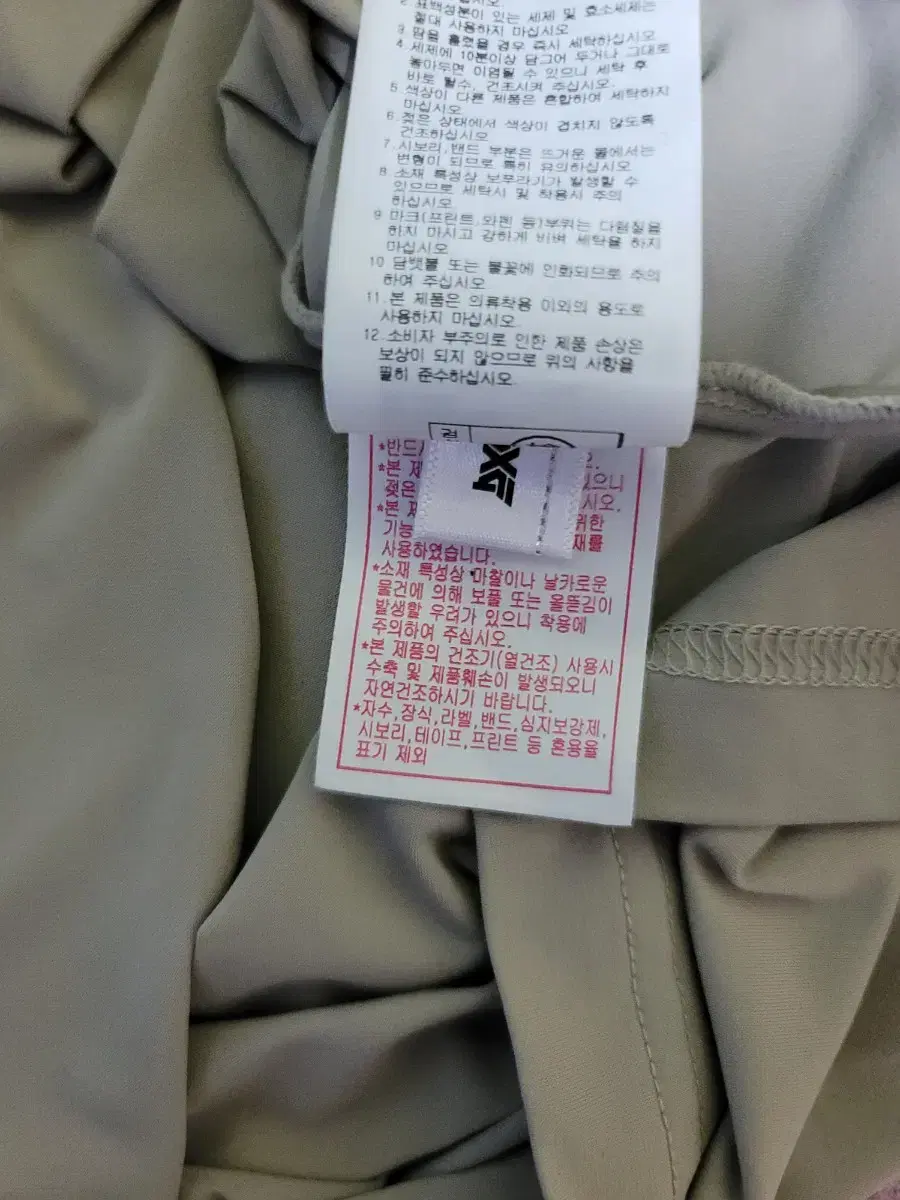 2. 표백성분이 있는 세제 및 효소세제는
절대 사용하지 마십시오
3. 땀을 흘렸을 경우 즉시 세탁하십시오
4. 세제에 10분이상 담그어 두거나 그대로
놓아두면 이염될 수 있으니 세탁 후
바로 탈수, 건조시켜 주십시오.
5. 색상이 다른 제품은 혼합하여 세탁하지
마십시오.
6. 젖은 상태에서 색상이 겹치지 않도록
건조하십시오
7. 시보리,밴드 부분은 뜨거운 물에서는
변형이 되므로 특히 유의하십시오.
8. 소재 특성상 보푸라기가 발생할 수
있으므로 세탁시 및 착용시 주의
하십시오.
9 마크(프린트,와펜 등)부위는 다림질을
하지 마시고 강하게 비벼 세탁을 하지
마십시오
10 담뱃불 또는 불꽃에 인화되므로 주의
하여 주십시오.
11. 본 제품은 의류착용 이외의 용도로
사용하지 마십시오.
12. 소비자 부주의로 인한 제품 손상은
보상이 되지 않으므로 위의 사항을
필히 준수하십시오.
PXG
*반드시
*본 제 있으니
젖은 시오.
*본 제 위한
기능 재를
사용하였습니다.
*소재 특성상 마찰이나 날카로운
물건에 의해 보풀 또는 올뜯김이
발생할 우려가 있으니 착용에
주의하여 주십시오.
*본 제품의 건조기(열건조) 사용시
수축 및 제품훼손이 발생되오니
자연건조하시기 바랍니다.
*자수,장식,라벨,밴드,심지보강제,
시보리,테이프,프린트 등 혼용율
표기 제외